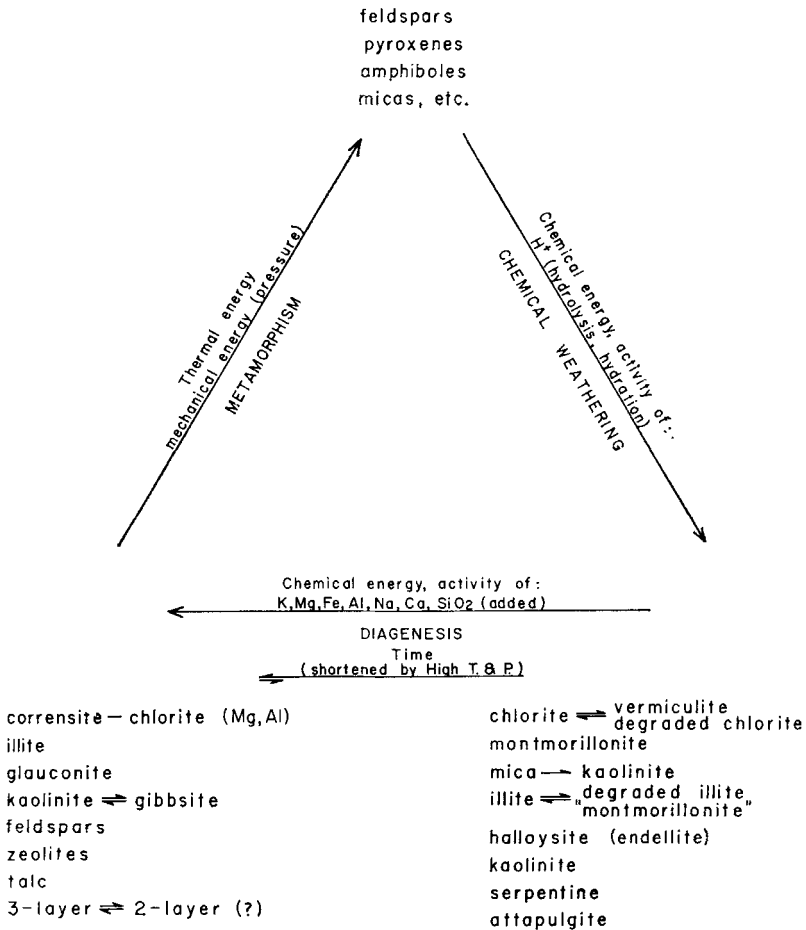 feldspars
pyroxenes
amphiboles
micas, etc.
Thermal energy
mechanical energy (pressure)
METAMORPHISM
Chemical energy, activity of:
H⁺ (hydrolysis, hydration)
CHEMICAL WEATHERING
Chemical energy, activity of:
K,Mg,Fe,Al,Na,Ca,SiO₂ (added)
DIAGENESIS
Time
(shortened by High T. & P.)
corrensite — chlorite (Mg,Al)
illite
glauconite
kaolinite ⇌ gibbsite
feldspars
zeolites
talc
3-layer ⇌ 2-layer (?)
chlorite ⇌ vermiculite
degraded chlorite
montmorillonite
mica → kaolinite
illite ⇌ degraded illite
„montmorillonite”
halloysite (endellite)
kaolinite
serpentine
attapulgite